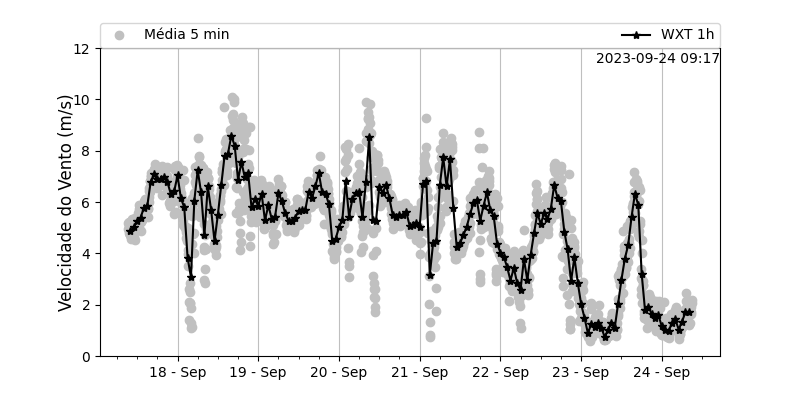 Média 5 min
WXT 1h
2023-09-24 09:17
Velocidade do Vento (m/s)
12
10
8
6
4
2
0
18 - Sep
19 - Sep
20 - Sep
21 - Sep
22 - Sep
23 - Sep
24 - Sep